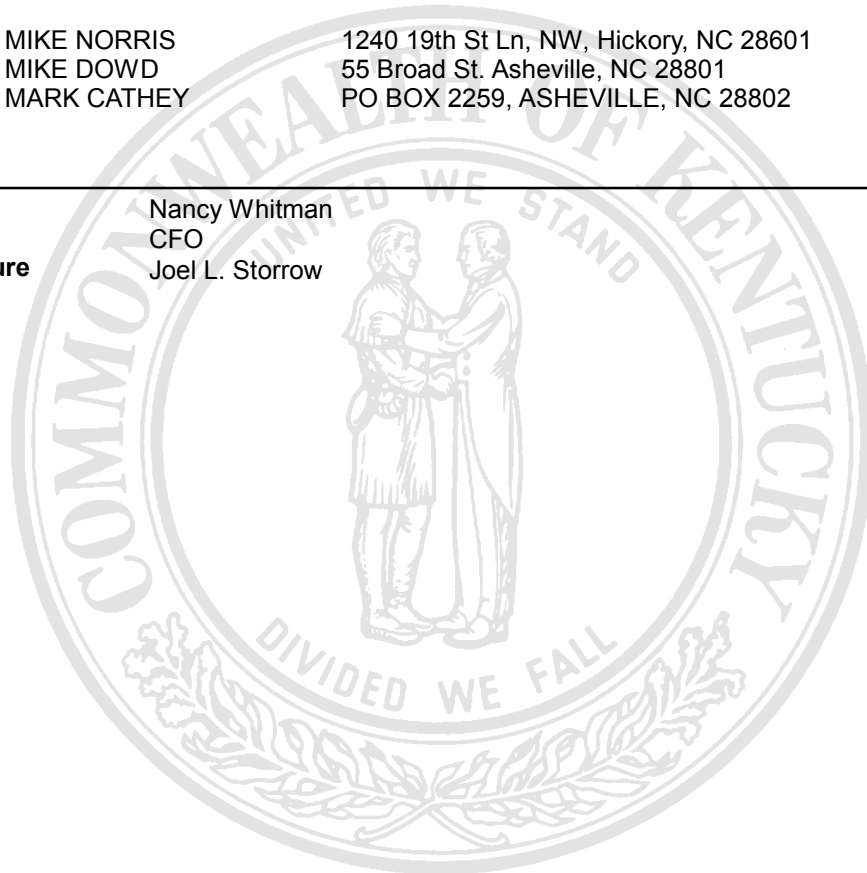 MIKE NORRIS 1240 19th St Ln, NW, Hickory, NC 28601
MIKE DOWD 55 Broad St. Asheville, NC 28801
MARK CATHEY PO BOX 2259, ASHEVILLE, NC 28802
Nancy Whitman
CFO
ure Joel L. Storrow
COMMONWEALTH OF KENTUCKY
UNITED WE STAND
DIVIDED WE FALL